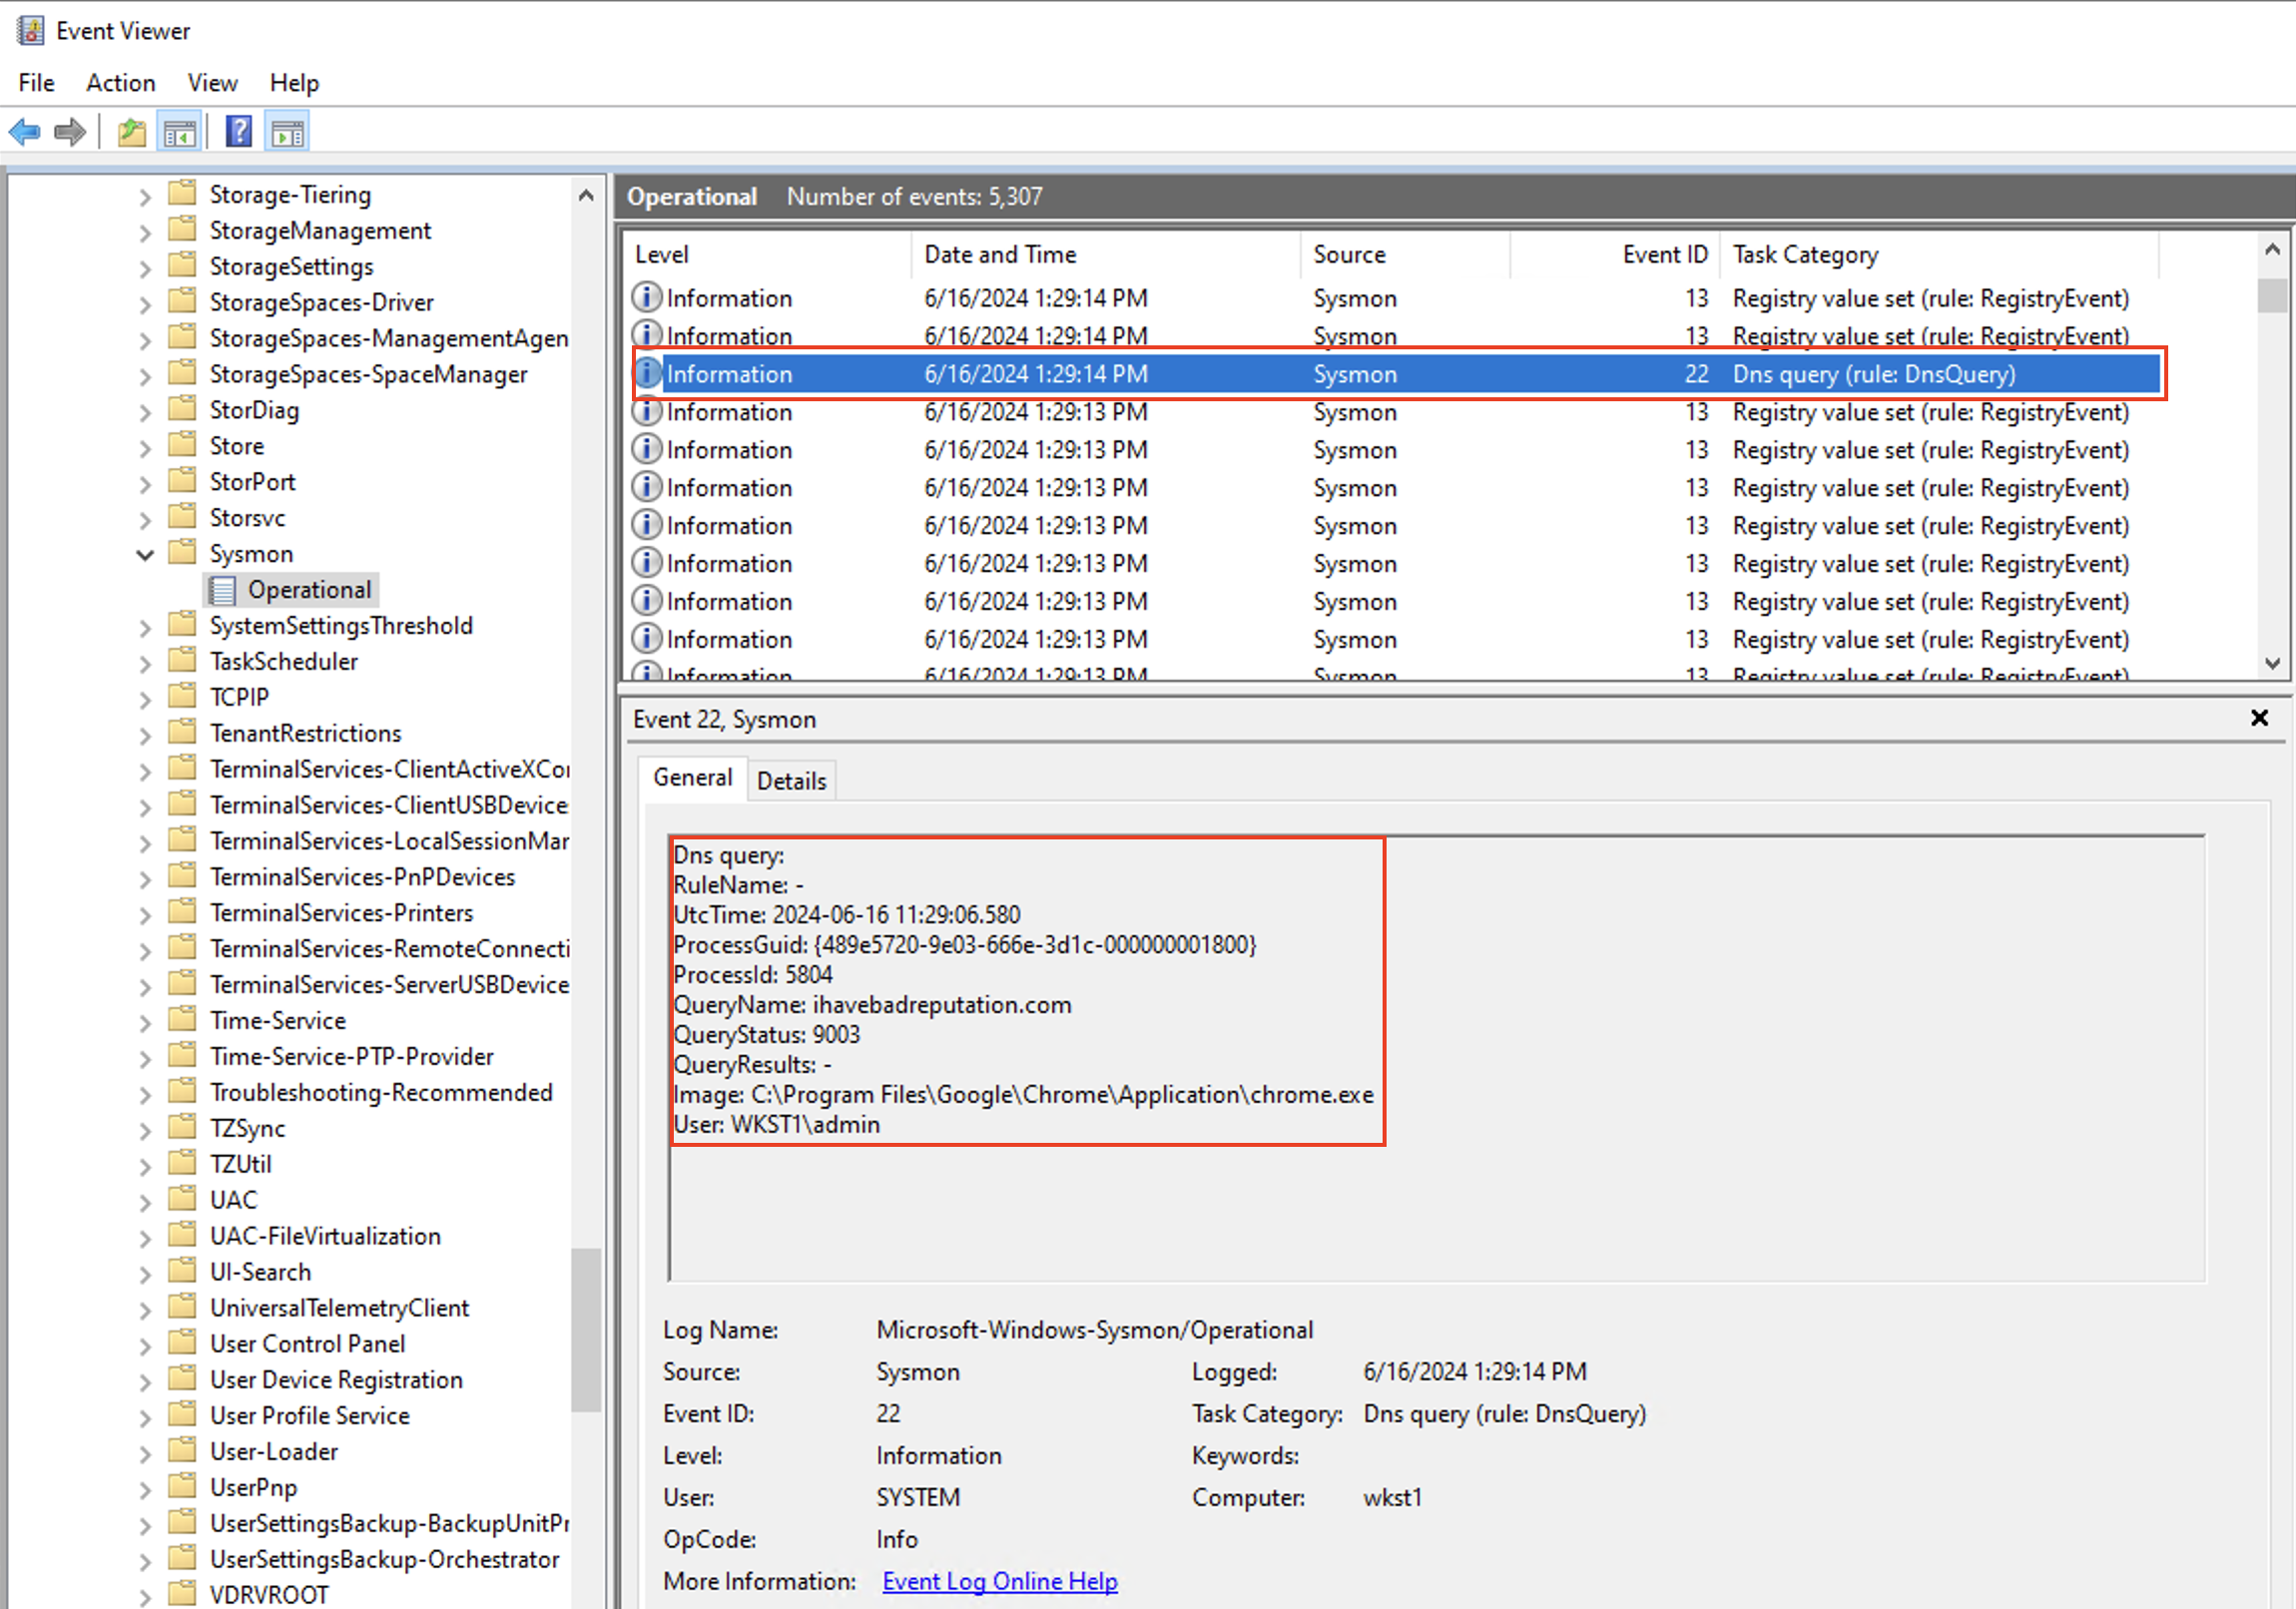 Event Viewer
File Action View Help
Storage-Tiering
StorageManagement
StorageSettings
StorageSpaces-Driver
StorageSpaces-ManagementAgen
StorageSpaces-SpaceManager
StorDiag
Store
StorPort
Storsvc
Sysmon
Operational
SystemSettingsThreshold
TaskScheduler
TCPIP
TenantRestrictions
TerminalServices-ClientActiveXCor
TerminalServices-ClientUSBDevice:
TerminalServices-LocalSessionMar
TerminalServices-PnPDevices
TerminalServices-Printers
TerminalServices-RemoteConnecti
TerminalServices-ServerUSBDevice
Time-Service
Time-Service-PTP-Provider
Troubleshooting-Recommended
TZSync
TZUtil
UAC
UAC-FileVirtualization
UI-Search
UniversalTelemetryClient
User Control Panel
User Device Registration
User Profile Service
User-Loader
UserPnp
UserSettingsBackup-BackupUnitPr
UserSettingsBackup-Orchestrator
VDRVROOT
Operational Number of events: 5,307
Level Date and Time Source Event ID Task Category
Information 6/16/2024 1:29:14 PM Sysmon 13 Registry value set (rule: RegistryEvent)
Information 6/16/2024 1:29:14 PM Sysmon 13 Registry value set (rule: RegistryEvent)
Information 6/16/2024 1:29:14 PM Sysmon 22 Dns query (rule: DnsQuery)
Information 6/16/2024 1:29:13 PM Sysmon 13 Registry value set (rule: RegistryEvent)
Information 6/16/2024 1:29:13 PM Sysmon 13 Registry value set (rule: RegistryEvent)
Information 6/16/2024 1:29:13 PM Sysmon 13 Registry value set (rule: RegistryEvent)
Information 6/16/2024 1:29:13 PM Sysmon 13 Registry value set (rule: RegistryEvent)
Information 6/16/2024 1:29:13 PM Sysmon 13 Registry value set (rule: RegistryEvent)
Information 6/16/2024 1:29:13 PM Sysmon 13 Registry value set (rule: RegistryEvent)
Information 6/16/2024 1:29:13 PM Sysmon 13 Registry value set (rule: RegistryEvent)
Information 6/16/2024 1:29:13 PM Sysmon 13 Registry value set (rule: RegistryEvent)
Event 22, Sysmon
General Details
Dns query:
RuleName: -
UtcTime: 2024-06-16 11:29:06.580
ProcessGuid: {489e5720-9e03-666e-3d1c-000000001800}
ProcessId: 5804
QueryName: ihavebadreputation.com
QueryStatus: 9003
QueryResults: -
Image: C:\Program Files\Google\Chrome\Application\chrome.exe
User: WKST1\admin
Log Name: Microsoft-Windows-Sysmon/Operational
Source: Sysmon Logged: 6/16/2024 1:29:14 PM
Event ID: 22 Task Category: Dns query (rule: DnsQuery)
Level: Information Keywords:
User: SYSTEM Computer: wkst1
OpCode: Info
More Information: Event Log Online Help